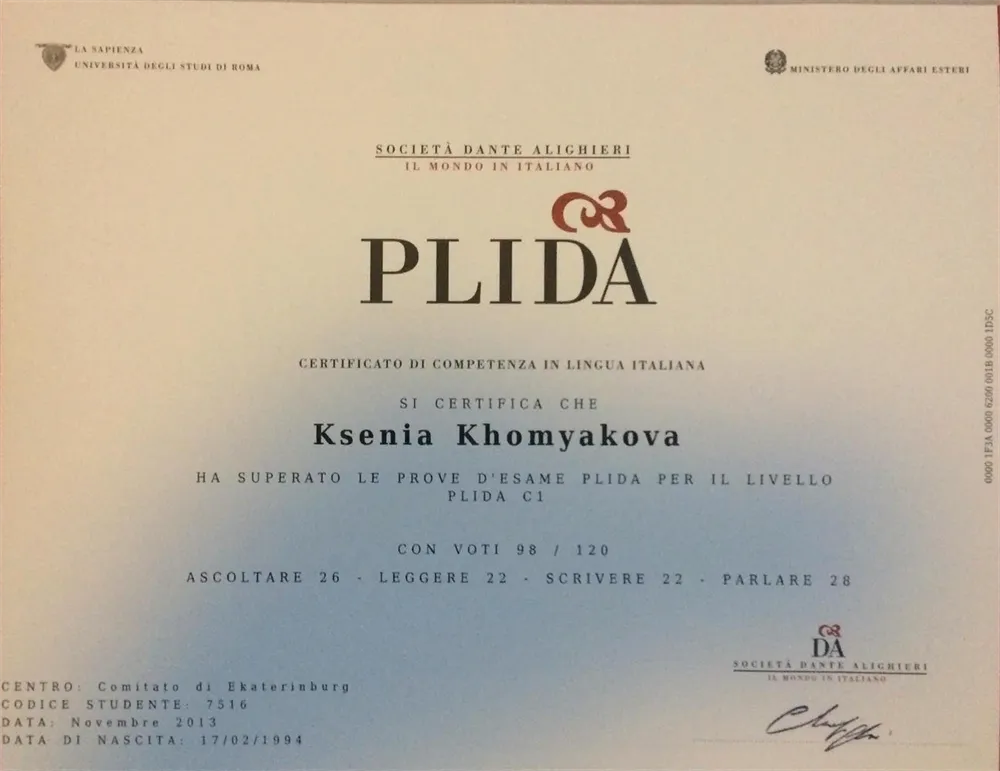 LA SAPIENZA
UNIVERSITÀ DEGLI STUDI DI ROMA
MINISTERO DEGLI AFFARI ESTERI
SOCIETÀ DANTE ALIGHIERI
IL MONDO IN ITALIANO
PLIDA
CERTIFICATO DI COMPETENZA IN LINGUA ITALIANA
SI CERTIFICA CHE
Ksenia Khomyakova
HA SUPERATO LE PROVE D'ESAME PLIDA PER IL LIVELLO
PLIDA C1
CON VOTI 98 / 120
ASCOLTARE 26 - LEGGERE 22 - SCRIVERE 22 - PARLARE 28
DA
SOCIETÀ DANTE ALIGHIERI
IL MONDO IN ITALIANO
CENTRO: Comitato di Ekaterinburg
CODICE STUDENTE: 7516
DATA: Novembre 2013
DATA DI NASCITA: 17/02/1994
0000 1F3A 0000 6200 001B 0000 1D5C